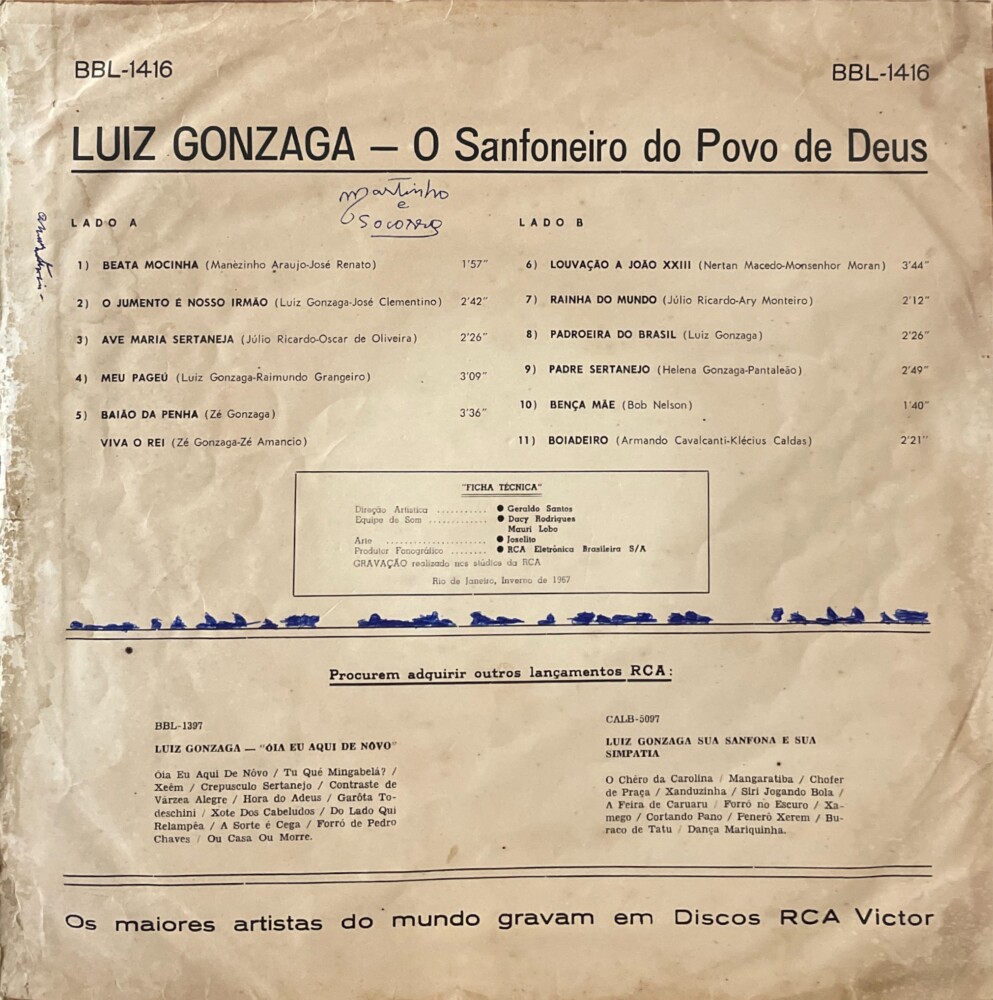 BBL-1416
BBL-1416
LUIZ GONZAGA — O Sanfoneiro do Povo de Deus
Martinho
e
Socorro
LADO A
1) BEATA MOCINHA (Manèzinho Araujo-José Renato) 1'57"
2) O JUMENTO É NOSSO IRMÃO (Luiz Gonzaga-José Clementino) 2'42"
3) AVE MARIA SERTANEJA (Júlio Ricardo-Oscar de Oliveira) 2'26"
4) MEU PAGEÚ (Luiz Gonzaga-Raimundo Grangeiro) 3'09"
5) BAIÃO DA PENHA (Zé Gonzaga) 3'36"
VIVA O REI (Zé Gonzaga-Zé Amancio)
LADO B
6) LOUVAÇÃO A JOÃO XXIII (Nertan Macedo-Monsenhor Moran) 3'44"
7) RAINHA DO MUNDO (Júlio Ricardo-Ary Monteiro) 2'12"
8) PADROEIRA DO BRASIL (Luiz Gonzaga) 2'26"
9) PADRE SERTANEJO (Helena Gonzaga-Pantaleão) 2'49"
10) BENÇA MÃE (Bob Nelson) 1'40"
11) BOIADEIRO (Armando Cavalcanti-Klécius Caldas) 2'21"
"FICHA TÉCNICA"
Direção Artística ........... ● Geraldo Santos
Equipe de Som ............. ● Dacy Rodrigues
Mauri Lobo
Arte ........................ ● Joselito
Produtor Fonográfico ........ ● RCA Eletrônica Brasileira S/A
GRAVAÇÃO realizado nos stúdios da RCA
Rio de Janeiro, Inverno de 1967
Procurem adquirir outros lançamentos RCA:
BBL-1397
LUIZ GONZAGA — "ÓIA EU AQUI DE NÔVO"
Óia Eu Aqui De Nôvo / Tu Qué Mingabelá? /
Xeêm / Crepusculo Sertanejo / Contraste de
Várzea Alegre / Hora do Adeus / Garôta To-
deschini / Xote Dos Cabeludos / Do Lado Qui
Relampêa / A Sorte é Cega / Forró de Pedro
Chaves / Ou Casa Ou Morre.
CALB-5097
LUIZ GONZAGA SUA SANFONA E SUA
SIMPATIA
O Chêro da Carolina / Mangaratiba / Chofer
de Praça / Xanduzinha / Siri Jogando Bola /
A Feira de Caruaru / Forró no Escuro / Xa-
mego / Cortando Pano / Penerô Xerem / Bu-
raco de Tatu / Dança Mariquinha.
Os maiores artistas do mundo gravam em Discos RCA Victor